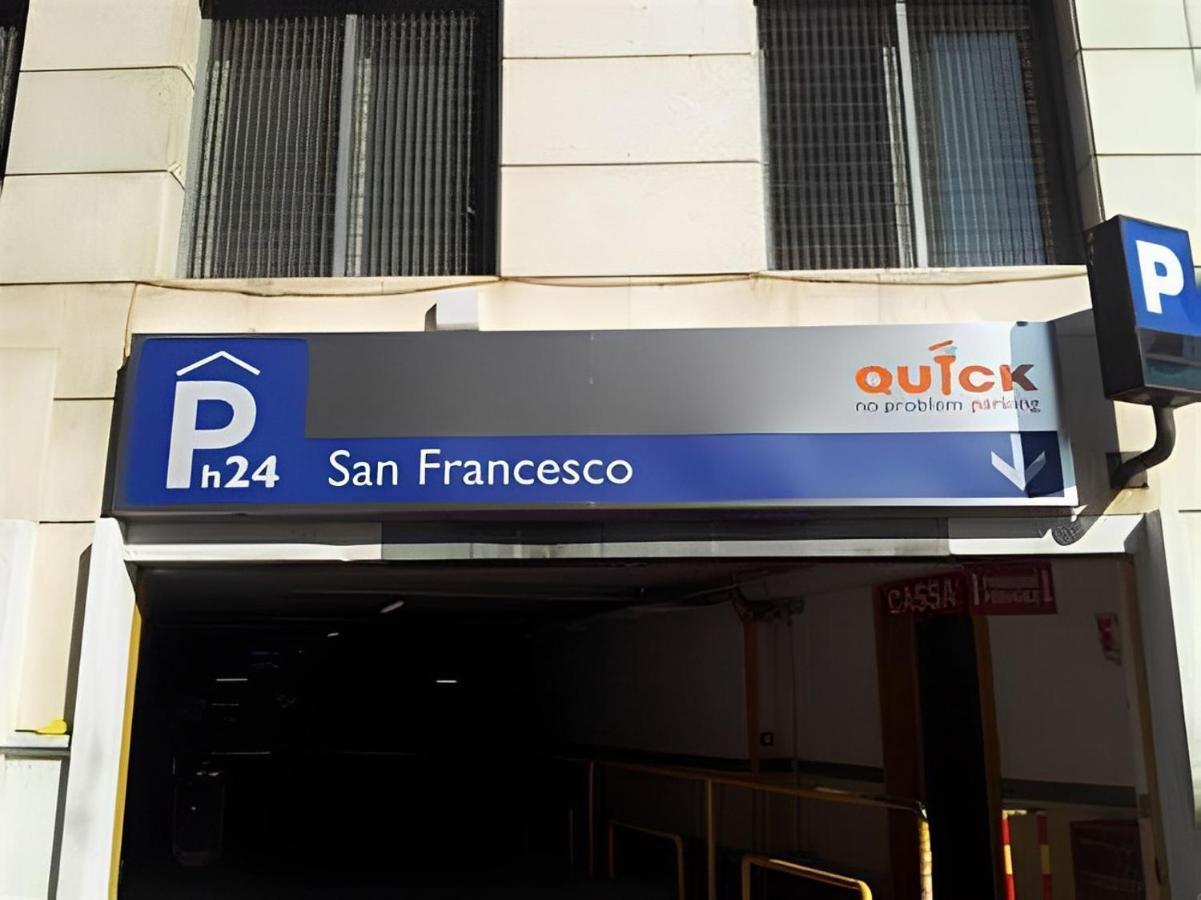 P
QUICK
no problem parking
P
h24
San Francesco
CASSA